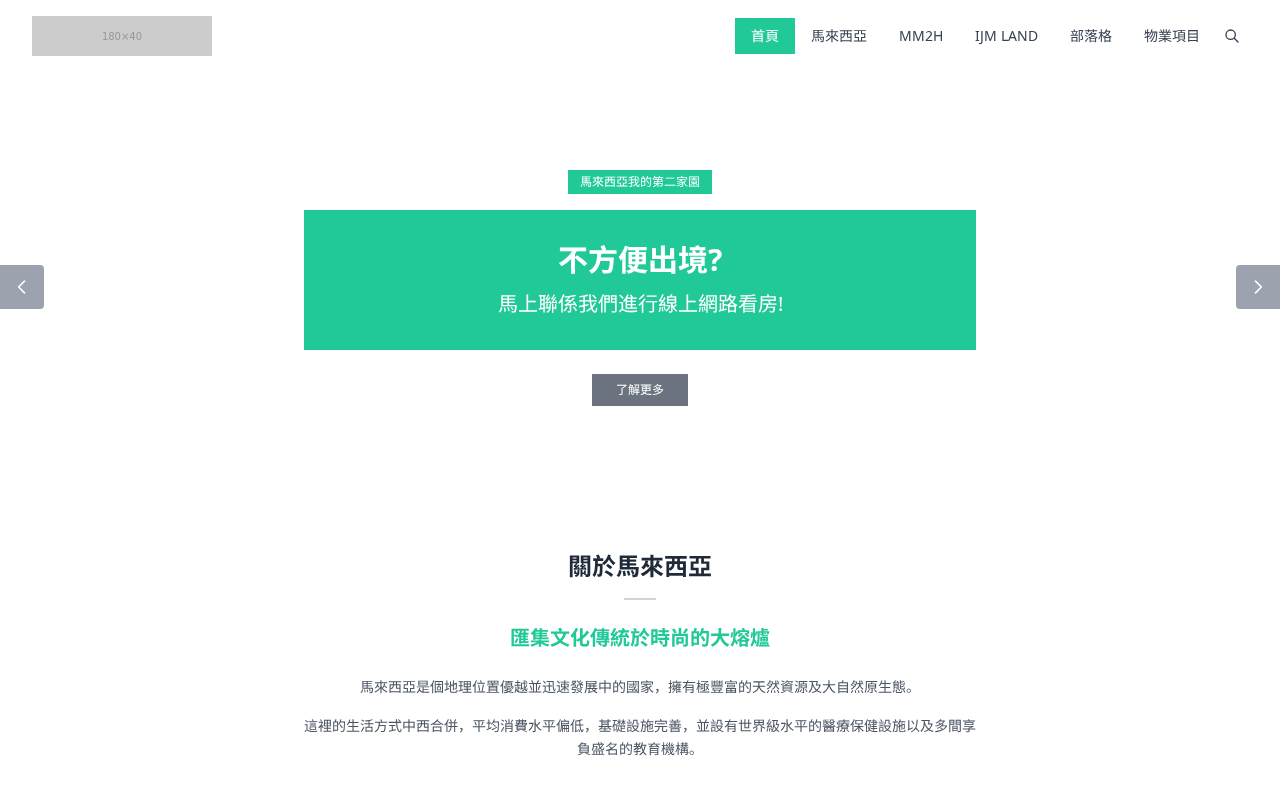 180×40
首頁
馬來西亞
MM2H
IJM LAND
部落格
物業項目
馬來西亞我的第二家園
不方便出境?
馬上聯係我們進行線上網路看房!
了解更多
關於馬來西亞
匯集文化傳統於時尚的大熔爐
馬來西亞是個地理位置優越並迅速發展中的國家，擁有極豐富的天然資源及大自然原生態。
這裡的生活方式中西合併，平均消費水平偏低，基礎設施完善，並設有世界級水平的醫療保健設施以及多間享
負盛名的教育機構。